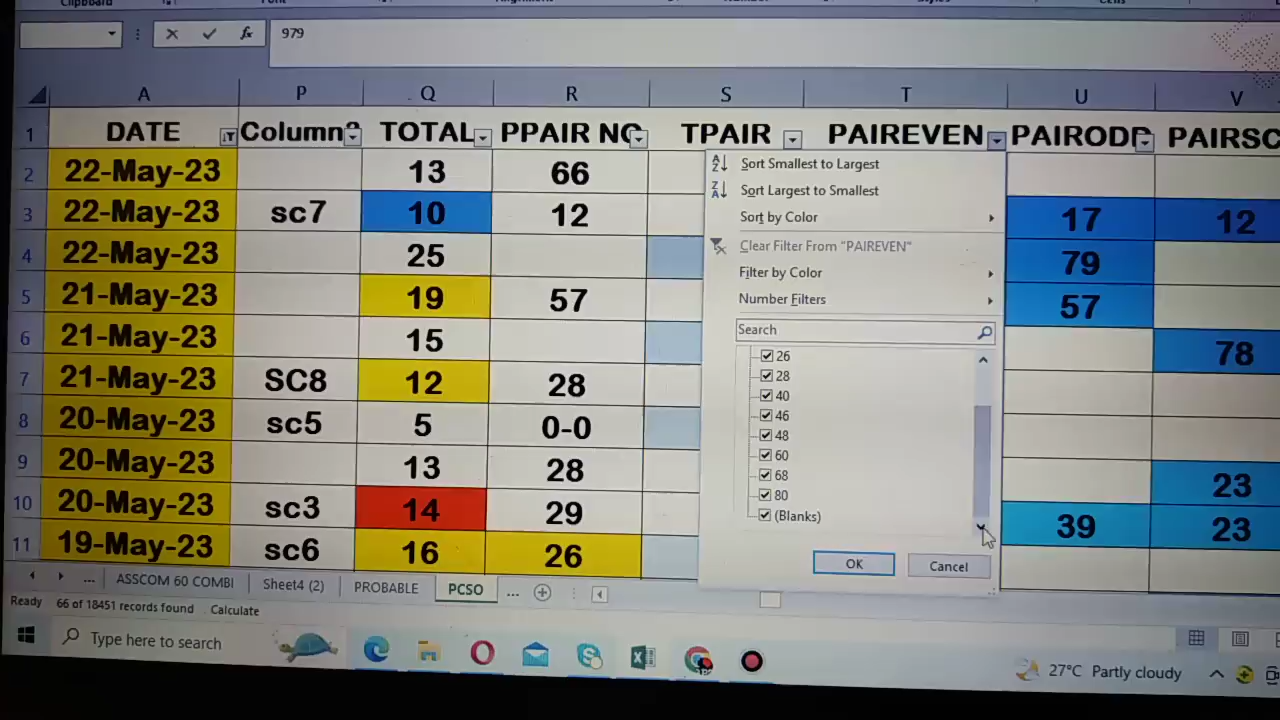 Clipboard
979
A P Q R S T U V
1 DATE Column TOTAL PPAIR NO TPAIR PAIREVEN PAIRODD PAIRSC
2 22-May-23 13 66
3 22-May-23 sc7 10 12 17 12
4 22-May-23 25 79
5 21-May-23 19 57 57
6 21-May-23 15 78
7 21-May-23 SC8 12 28
8 20-May-23 sc5 5 0-0
9 20-May-23 13 28 23
10 20-May-23 sc3 14 29 39 23
11 19-May-23 sc6 16 26
Sort Smallest to Largest
Sort Largest to Smallest
Sort by Color
Clear Filter From "PAIREVEN"
Filter by Color
Number Filters
Search
26
28
40
46
48
60
68
80
(Blanks)
OK Cancel
... ASSCOM 60 COMBI Sheet4 (2) PROBABLE PCSO ...
Ready 66 of 18451 records found Calculate
Type here to search 27°C Partly cloudy